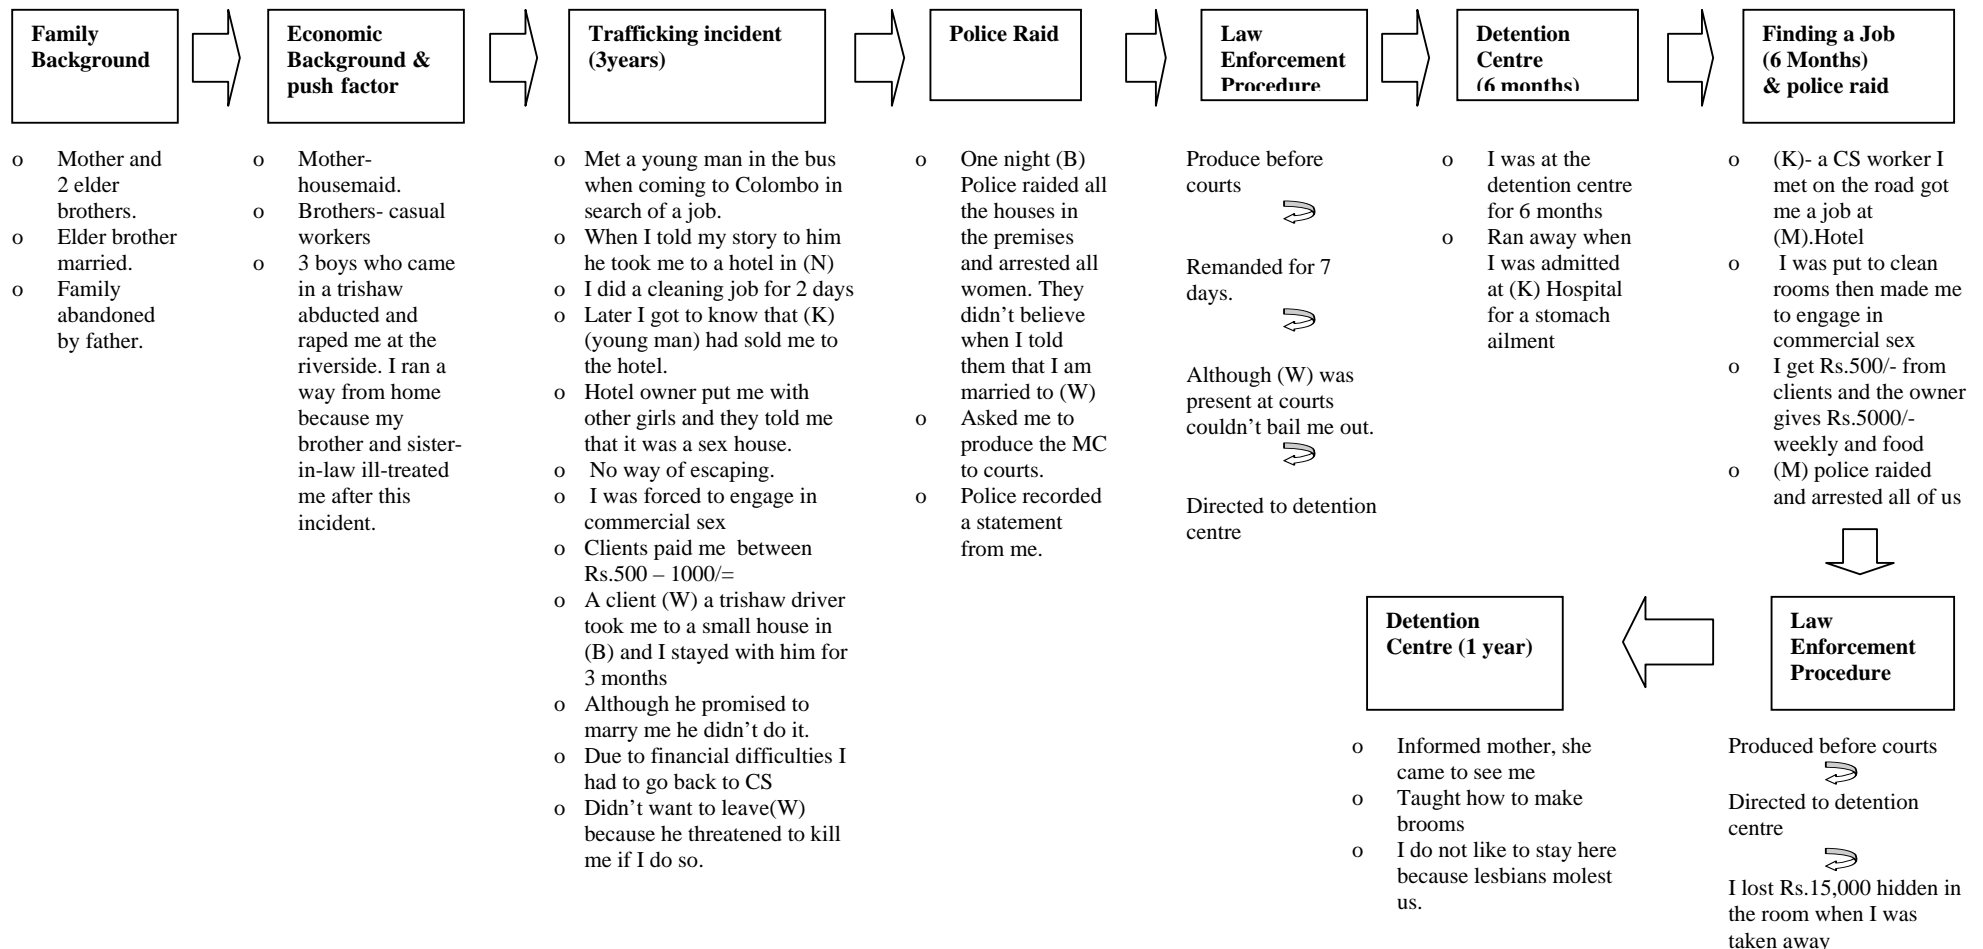 Family
Background
Economic
Background &
push factor
Trafficking incident
(3years)
Police Raid
Law
Enforcement
Procedure
Detention
Centre
(6 months)
Finding a Job
(6 Months)
& police raid
o Mother and
2 elder
brothers.
o Elder brother
married.
o Family
abandoned
by father.
o Mother-
housemaid.
o Brothers- casual
workers
o 3 boys who came
in a trishaw
abducted and
raped me at the
riverside. I ran a
way from home
because my
brother and sister-
in-law ill-treated
me after this
incident.
o Met a young man in the bus
when coming to Colombo in
search of a job.
o When I told my story to him
he took me to a hotel in (N)
o I did a cleaning job for 2 days
o Later I got to know that (K)
(young man) had sold me to
the hotel.
o Hotel owner put me with
other girls and they told me
that it was a sex house.
o No way of escaping.
o I was forced to engage in
commercial sex
o Clients paid me between
Rs.500 – 1000/=
o A client (W) a trishaw driver
took me to a small house in
(B) and I stayed with him for
3 months
o Although he promised to
marry me he didn’t do it.
o Due to financial difficulties I
had to go back to CS
o Didn’t want to leave(W)
because he threatened to kill
me if I do so.
o One night (B)
Police raided all
the houses in
the premises
and arrested all
women. They
didn’t believe
when I told
them that I am
married to (W)
o Asked me to
produce the MC
to courts.
o Police recorded
a statement
from me.
Produce before
courts
Remanded for 7
days.
Although (W) was
present at courts
couldn’t bail me out.
Directed to detention
centre
o I was at the
detention centre
for 6 months
o Ran away when
I was admitted
at (K) Hospital
for a stomach
ailment
o (K)- a CS worker I
met on the road got
me a job at
(M).Hotel
o I was put to clean
rooms then made me
to engage in
commercial sex
o I get Rs.500/- from
clients and the owner
gives Rs.5000/-
weekly and food
o (M) police raided
and arrested all of us
Law
Enforcement
Procedure
Produced before courts
Directed to detention
centre
I lost Rs.15,000 hidden in
the room when I was
taken away
Detention
Centre (1 year)
o Informed mother, she
came to see me
o Taught how to make
brooms
o I do not like to stay here
because lesbians molest
us.